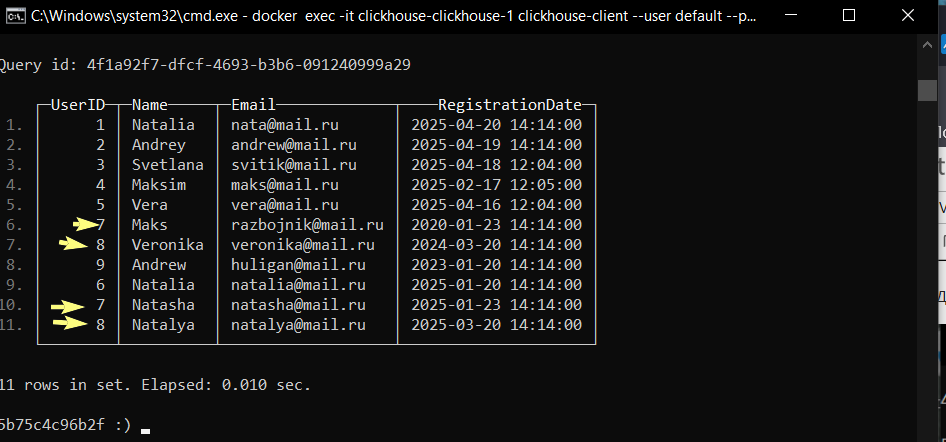 C:\Windows\system32\cmd.exe - docker exec -it clickhouse-clickhouse-1 clickhouse-client --user default --p...
Query id: 4f1a92f7-dfcf-4693-b3b6-091240999a29
UserID Name Email RegistrationDate
1. 1 Natalia nata@mail.ru 2025-04-20 14:14:00
2. 2 Andrey andrew@mail.ru 2025-04-19 14:14:00
3. 3 Svetlana svitik@mail.ru 2025-04-18 12:04:00
4. 4 Maksim maks@mail.ru 2025-02-17 12:05:00
5. 5 Vera vera@mail.ru 2025-04-16 12:04:00
6. 7 Maks razbojnik@mail.ru 2020-01-23 14:14:00
7. 8 Veronika veronika@mail.ru 2024-03-20 14:14:00
8. 9 Andrew huligan@mail.ru 2023-01-20 14:14:00
9. 6 Natalia natalia@mail.ru 2025-01-20 14:14:00
10. 7 Natasha natasha@mail.ru 2025-01-23 14:14:00
11. 8 Natalya natalya@mail.ru 2025-03-20 14:14:00
11 rows in set. Elapsed: 0.010 sec.
5b75c4c96b2f :)